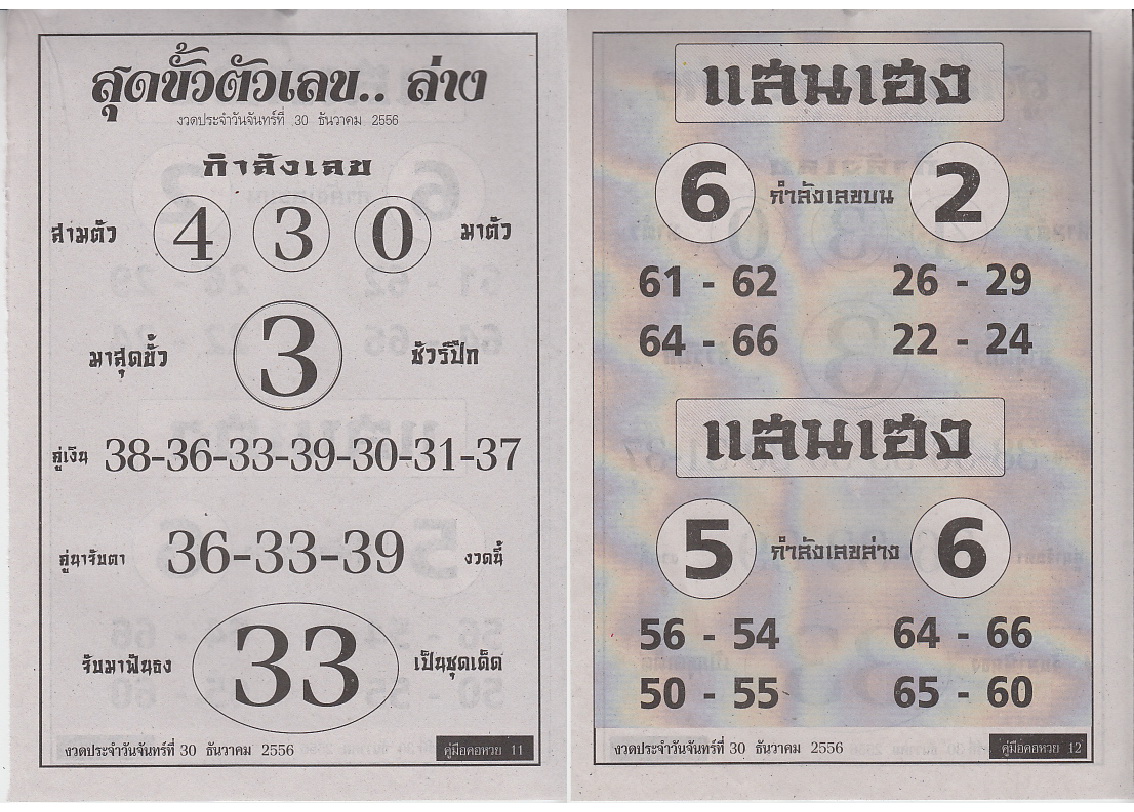 สุดขั้วตัวเลข.. ล่าง
งวดประจำวันจันทร์ที่ 30 ธันวาคม 2556
กำลังเลข
สามตัว 4 3 0 มาตัว
มาสุดขั้ว 3 ชัวร์ปึก
คู่เงิน 38-36-33-39-30-31-37
คู่น่าจับตา 36-33-39 งวดนี้
จับมาฟันธง 33 เป็นชุดเด็ด
งวดประจำวันจันทร์ที่ 30 ธันวาคม 2556 คู่มือคอหวย 11
แสนเฮง
6 กำลังเลขบน 2
61 - 62 26 - 29
64 - 66 22 - 24
แสนเฮง
5 กำลังเลขล่าง 6
56 - 54 64 - 66
50 - 55 65 - 60
งวดประจำวันจันทร์ที่ 30 ธันวาคม 2556 คู่มือคอหวย 12